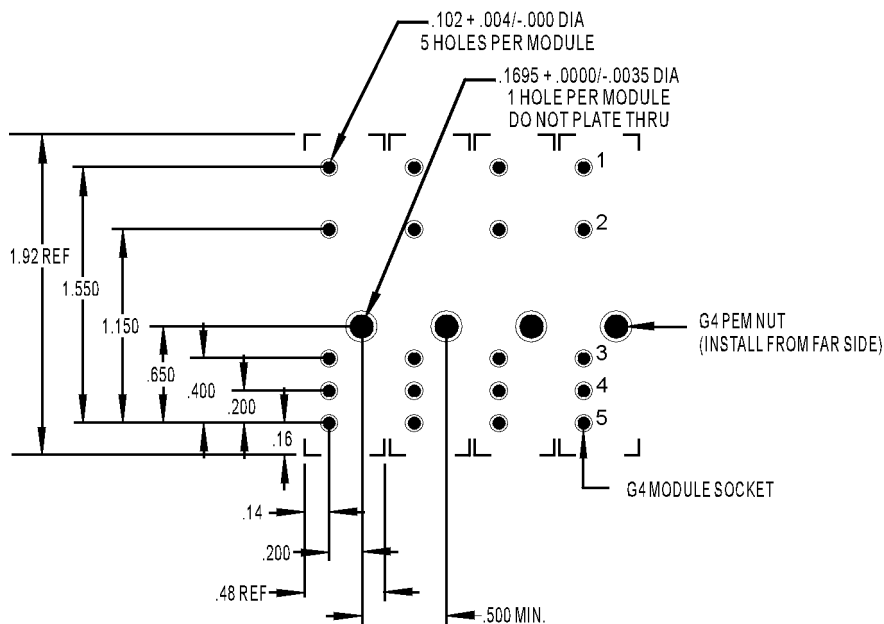 .102 + .004/-.000 DIA
5 HOLES PER MODULE
.1695 + .0000/-.0035 DIA
1 HOLE PER MODULE
DO NOT PLATE THRU
1
2
1.92 REF
1.550
1.150
G4 PEM NUT
(INSTALL FROM FAR SIDE)
3
.650
.400
4
.200
5
.16
G4 MODULE SOCKET
.14
.200
.48 REF
.500 MIN.